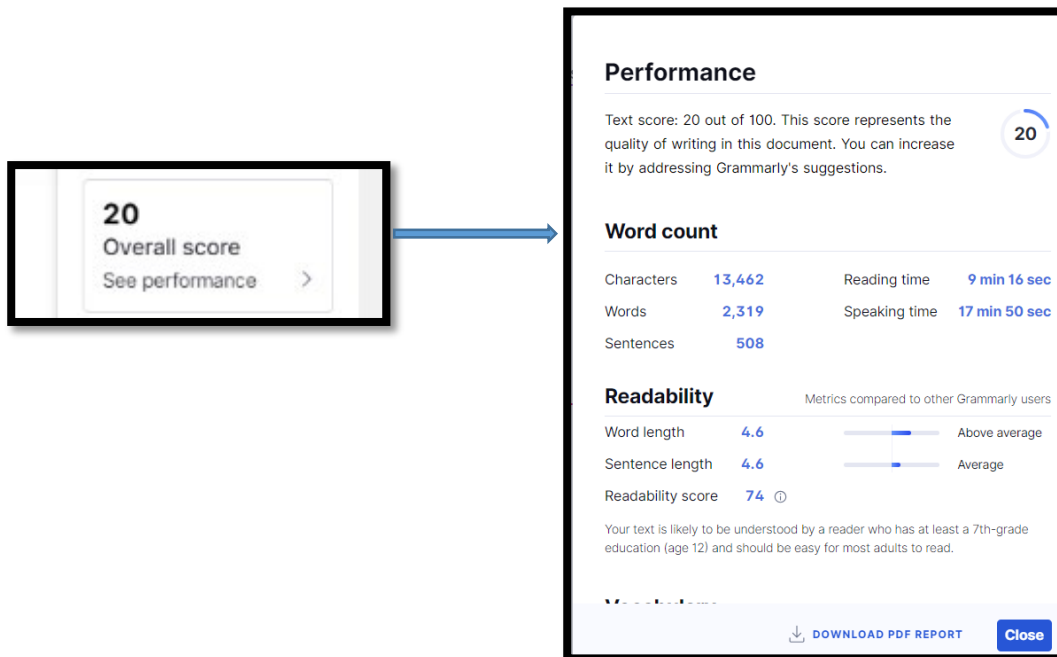 20
Overall score
See performance
Performance
Text score: 20 out of 100. This score represents the
quality of writing in this document. You can increase
it by addressing Grammarly's suggestions.
20
Word count
Characters 13,462 Reading time 9 min 16 sec
Words 2,319 Speaking time 17 min 50 sec
Sentences 508
Readability Metrics compared to other Grammarly users
Word length 4.6 Above average
Sentence length 4.6 Average
Readability score 74
Your text is likely to be understood by a reader who has at least a 7th-grade
education (age 12) and should be easy for most adults to read.
DOWNLOAD PDF REPORT Close